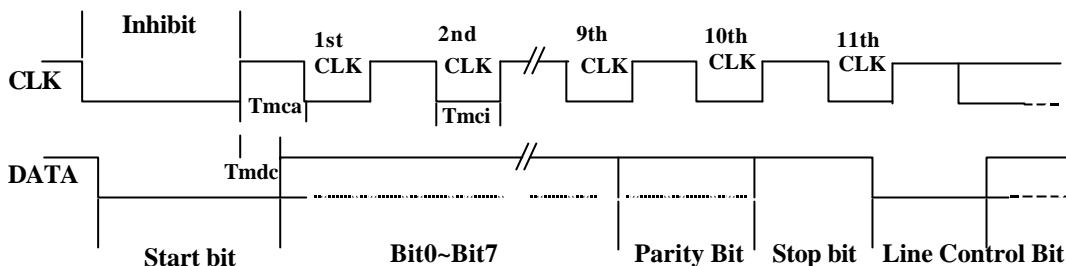 Inhibit
1st CLK
2nd CLK
9th CLK
10th CLK
11th CLK
CLK
Tmca
Tmci
Tmdc
DATA
Start bit
Bit0~Bit7
Parity Bit
Stop bit
Line Control Bit